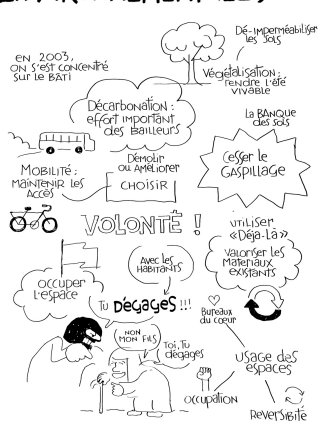 Dé-imperméabiliser
les sols
en 2003,
on s'est concentré
sur le bâti
Végétalisation :
rendre l'été
vivable
Décarbonation :
effort important
des bailleurs
La BANque
des sols
Démolir
ou Améliorer
CHOISIR
Cesser le
GASPILLAGE
Mobilité :
MAINTENIR les
Accès
VOLONTÉ !
UTILISER
«Déjà-Là»
Valoriser les
Matériaux
existants
Avec les
HABITANTS
occuper
l'espace
Tu DÉGAGES !!!
Bureaux
du cœur
NON
MON FILS
Toi, Tu
dégages
USAGE des
espaces
OCCUPATION
REVERSIBITÉ